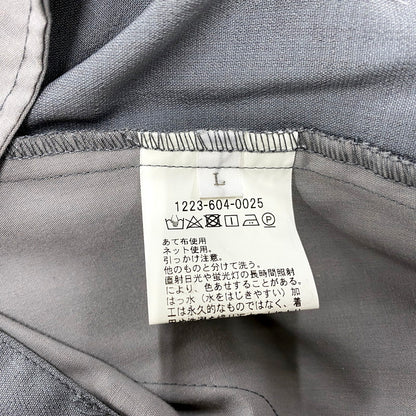 L
1223-604-0025
あて布使用
ネット使用。
引っかけ注意。
他のものと分けて洗う。
直射日光や蛍光灯の長時間照射
により、色あせすることがある。
はっ水（水をはじきやすい）加
工は永久的なものではなく、着